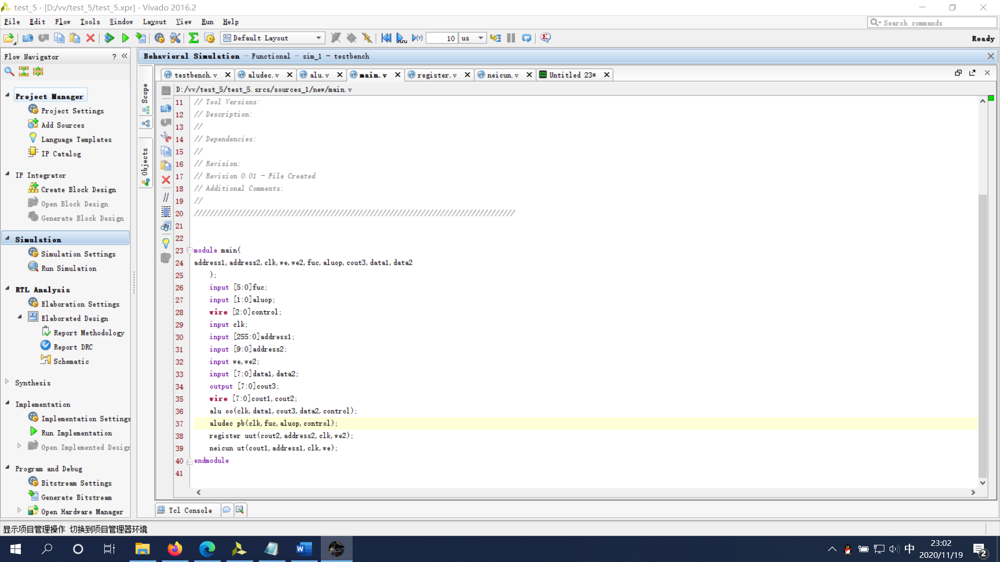 test_5 - [D:/vv/test_5/test_5.xpr] - Vivado 2016.2
File Edit Flow Tools Window Layout View Run Help
Search commands
Default Layout
10 us
Ready
Flow Navigator ? «
Project Manager
Project Settings
Add Sources
Language Templates
IP Catalog
IP Integrator
Create Block Design
Open Block Design
Generate Block Design
Simulation
Simulation Settings
Run Simulation
RTL Analysis
Elaboration Settings
Elaborated Design
Report Methodology
Report DRC
Schematic
Synthesis
Implementation
Implementation Settings
Run Implementation
Open Implemented Design
Program and Debug
Bitstream Settings
Generate Bitstream
Open Hardware Manager
Behavioral Simulation - Functional - sim_1 - testbench
Scope
Objects
testbench.v aludec.v alu.v main.v register.v neicun.v Untitled 23*
D:/vv/test_5/test_5.srcs/sources_1/new/main.v
11 // Tool Versions:
12 // Description:
13 //
14 // Dependencies:
15 //
16 // Revision:
17 // Revision 0.01 - File Created
18 // Additional Comments:
19 //
20 //////////////////////////////////////////////////////////////////////////////////
21
22
23 module main(
24 address1,address2,clk,we,we2,fuc,aluop,cout3,data1,data2
25 );
26 input [5:0]fuc;
27 input [1:0]aluop;
28 wire [2:0]control;
29 input clk;
30 input [255:0]address1;
31 input [9:0]address2;
32 input we,we2;
33 input [7:0]data1,data2;
34 output [7:0]cout3;
35 wire [7:0]cout1,cout2;
36 alu oo(clk,data1,cout3,data2,control);
37 aludec pb(clk,fuc,aluop,control);
38 register uut(cout2,address2,clk,we2);
39 neicun ut(cout1,address1,clk,we);
40 endmodule
41
Tcl Console
显示项目管理操作 切换到项目管理器环境
中
23:02
2020/11/19
2